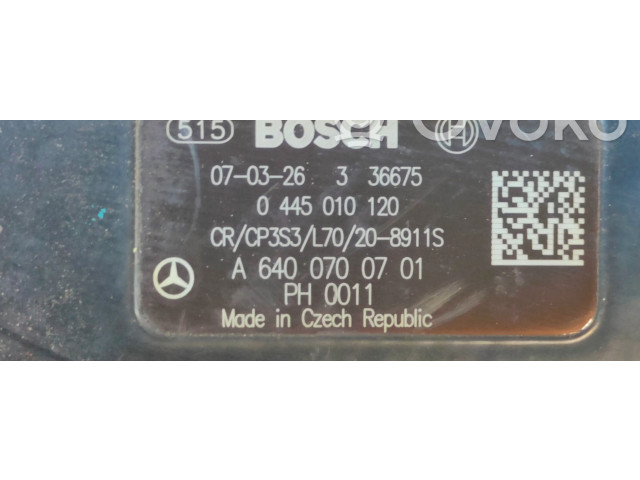 515 BOSCH
07-03-26 3 36675
0 445 010 120
CR/CP3S3/L70/20-8911S
A 640 070 07 01
PH 0011
Made in Czech Republic